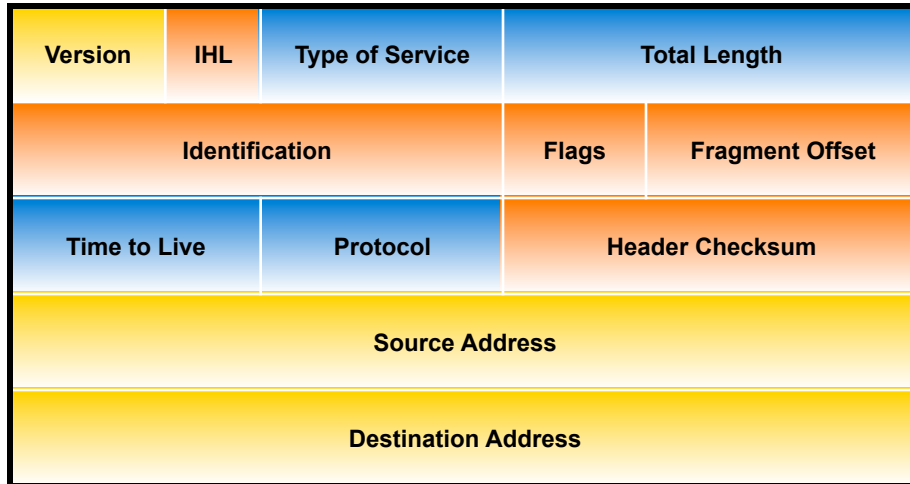 Version IHL Type of Service Total Length
Identification Flags Fragment Offset
Time to Live Protocol Header Checksum
Source Address
Destination Address